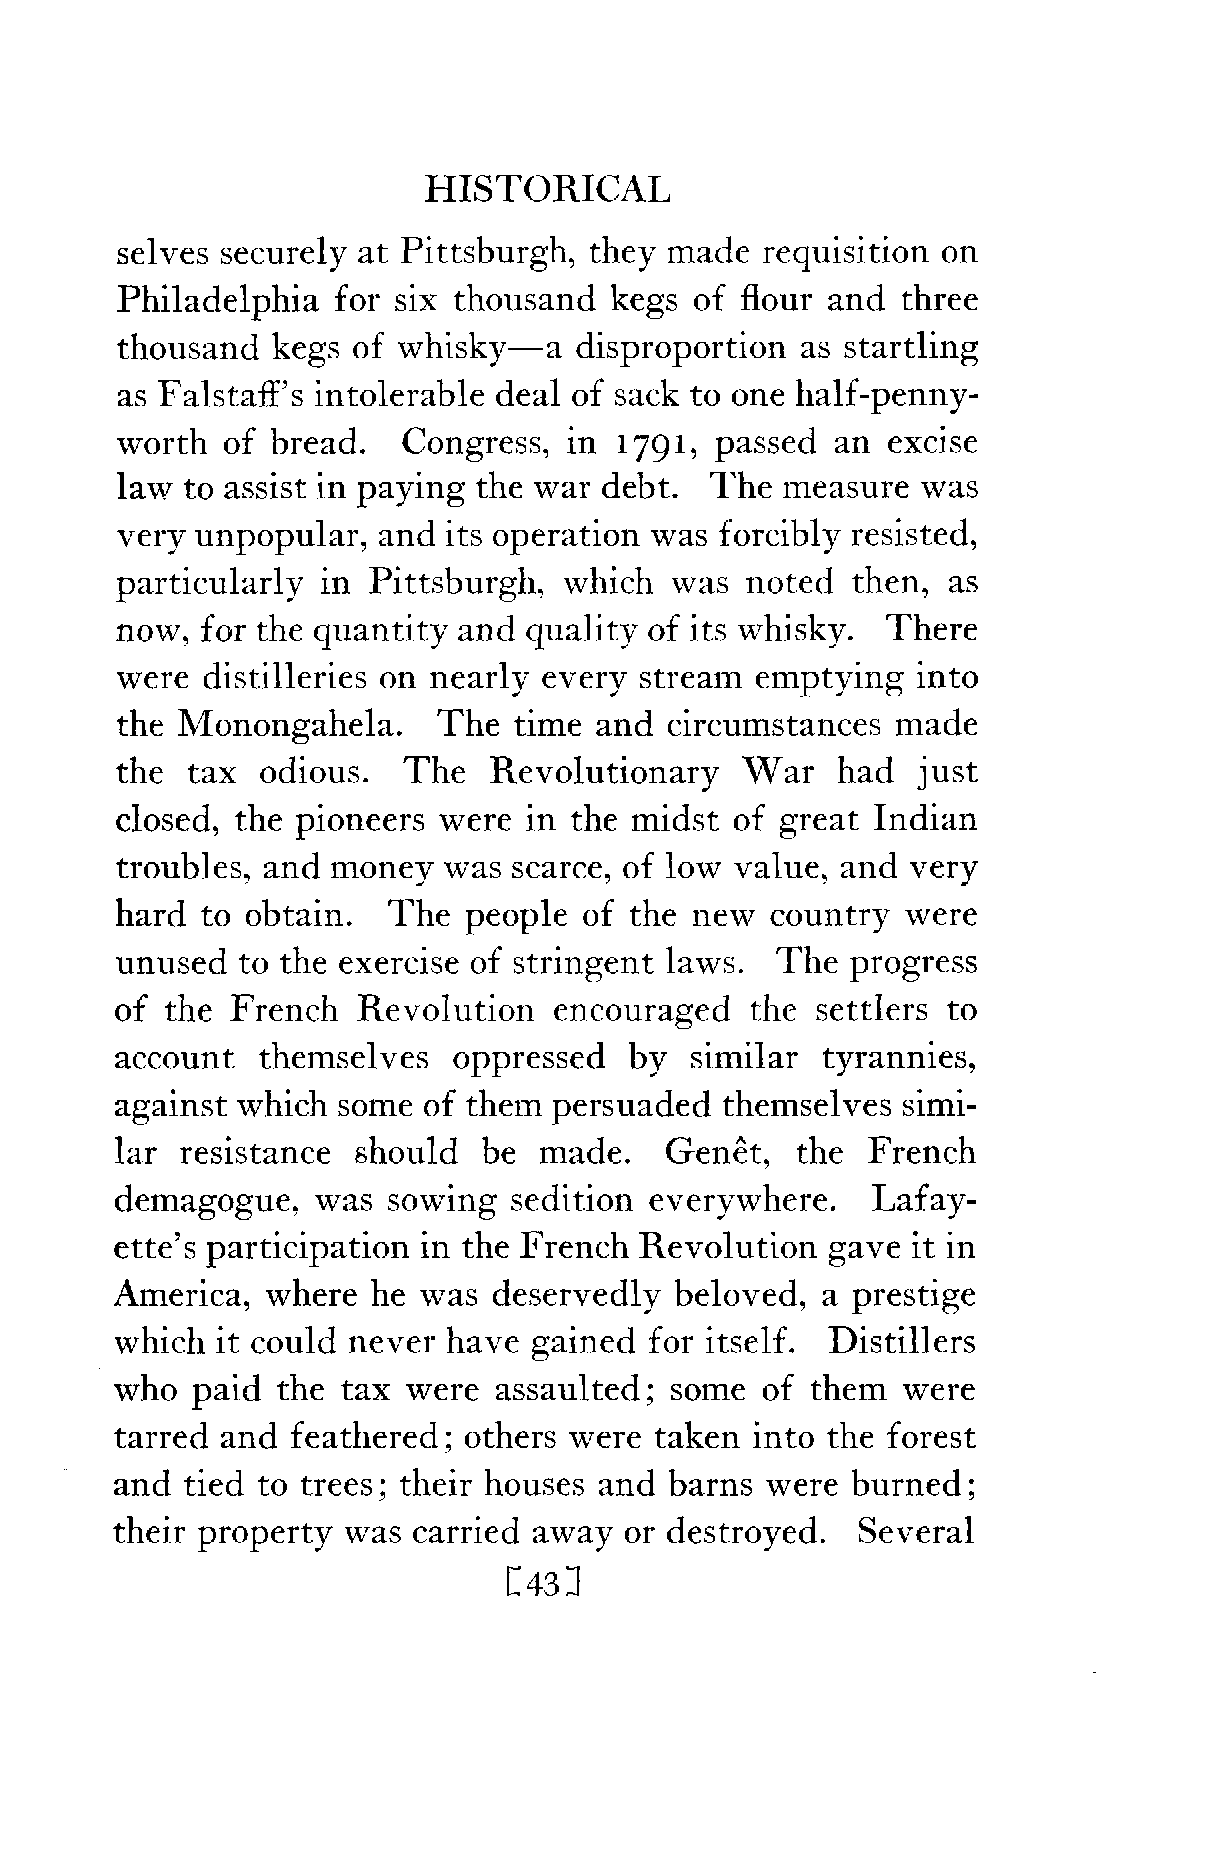 HISTORICAL
selves securely at Pittsburgh, they made requisition on
Philadelphia for six thousand kegs of flour and three
thousand kegs of whisky—a disproportion as startling
as Falstaff's intolerable deal of sack to one half-penny-
worth of bread. Congress, in 1791, passed an excise
law to assist in paying the war debt. The measure was
very unpopular, and its operation was forcibly resisted,
particularly in Pittsburgh, which was noted then, as
now, for the quantity and quality of its whisky. There
were distilleries on nearly every stream emptying into
the Monongahela. The time and circumstances made
the tax odious. The Revolutionary War had just
closed, the pioneers were in the midst of great Indian
troubles, and money was scarce, of low value, and very
hard to obtain. The people of the new country were
unused to the exercise of stringent laws. The progress
of the French Revolution encouraged the settlers to
account themselves oppressed by similar tyrannies,
against which some of them persuaded themselves simi-
lar resistance should be made. Genêt, the French
demagogue, was sowing sedition everywhere. Lafay-
ette's participation in the French Revolution gave it in
America, where he was deservedly beloved, a prestige
which it could never have gained for itself. Distillers
who paid the tax were assaulted; some of them were
tarred and feathered; others were taken into the forest
and tied to trees; their houses and barns were burned;
their property was carried away or destroyed. Several
[43]